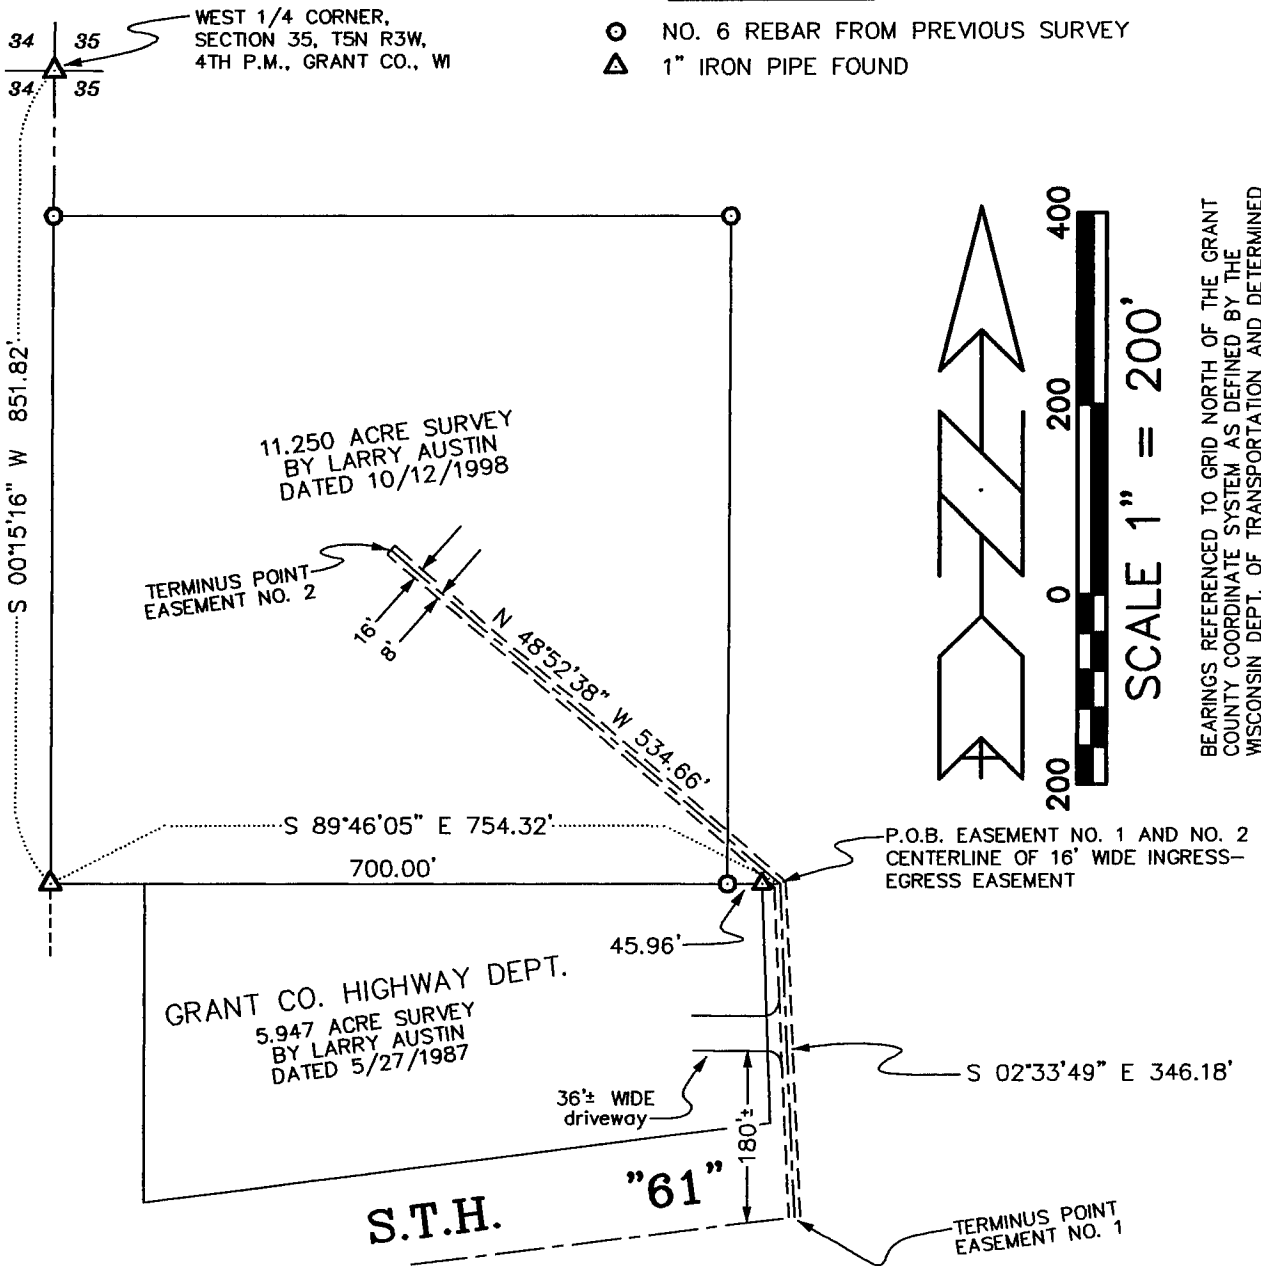 WEST 1/4 CORNER,
SECTION 35, T5N R3W,
4TH P.M., GRANT CO., WI
34 35
34 35
NO. 6 REBAR FROM PREVIOUS SURVEY
1" IRON PIPE FOUND
S 00°15'16" W 851.82'
11.250 ACRE SURVEY
BY LARRY AUSTIN
DATED 10/12/1998
TERMINUS POINT
EASEMENT NO. 2
16'
8'
N 48°52'38" W 534.66'
S 89°46'05" E 754.32'
700.00'
45.96'
P.O.B. EASEMENT NO. 1 AND NO. 2
CENTERLINE OF 16' WIDE INGRESS-
EGRESS EASEMENT
GRANT CO. HIGHWAY DEPT.
5.947 ACRE SURVEY
BY LARRY AUSTIN
DATED 5/27/1987
36'± WIDE
driveway
180'±
S 02°33'49" E 346.18'
S.T.H. "61"
TERMINUS POINT
EASEMENT NO. 1
400
200
0
200
SCALE 1" = 200'
BEARINGS REFERENCED TO GRID NORTH OF THE GRANT
COUNTY COORDINATE SYSTEM AS DEFINED BY THE
WISCONSIN DEPT. OF TRANSPORTATION AND DETERMINED